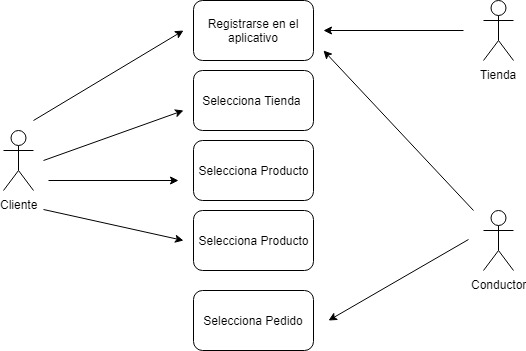 Registrarse en el
aplicativo
Tienda
Selecciona Tienda
Selecciona Producto
Cliente
Selecciona Producto
Conductor
Selecciona Pedido